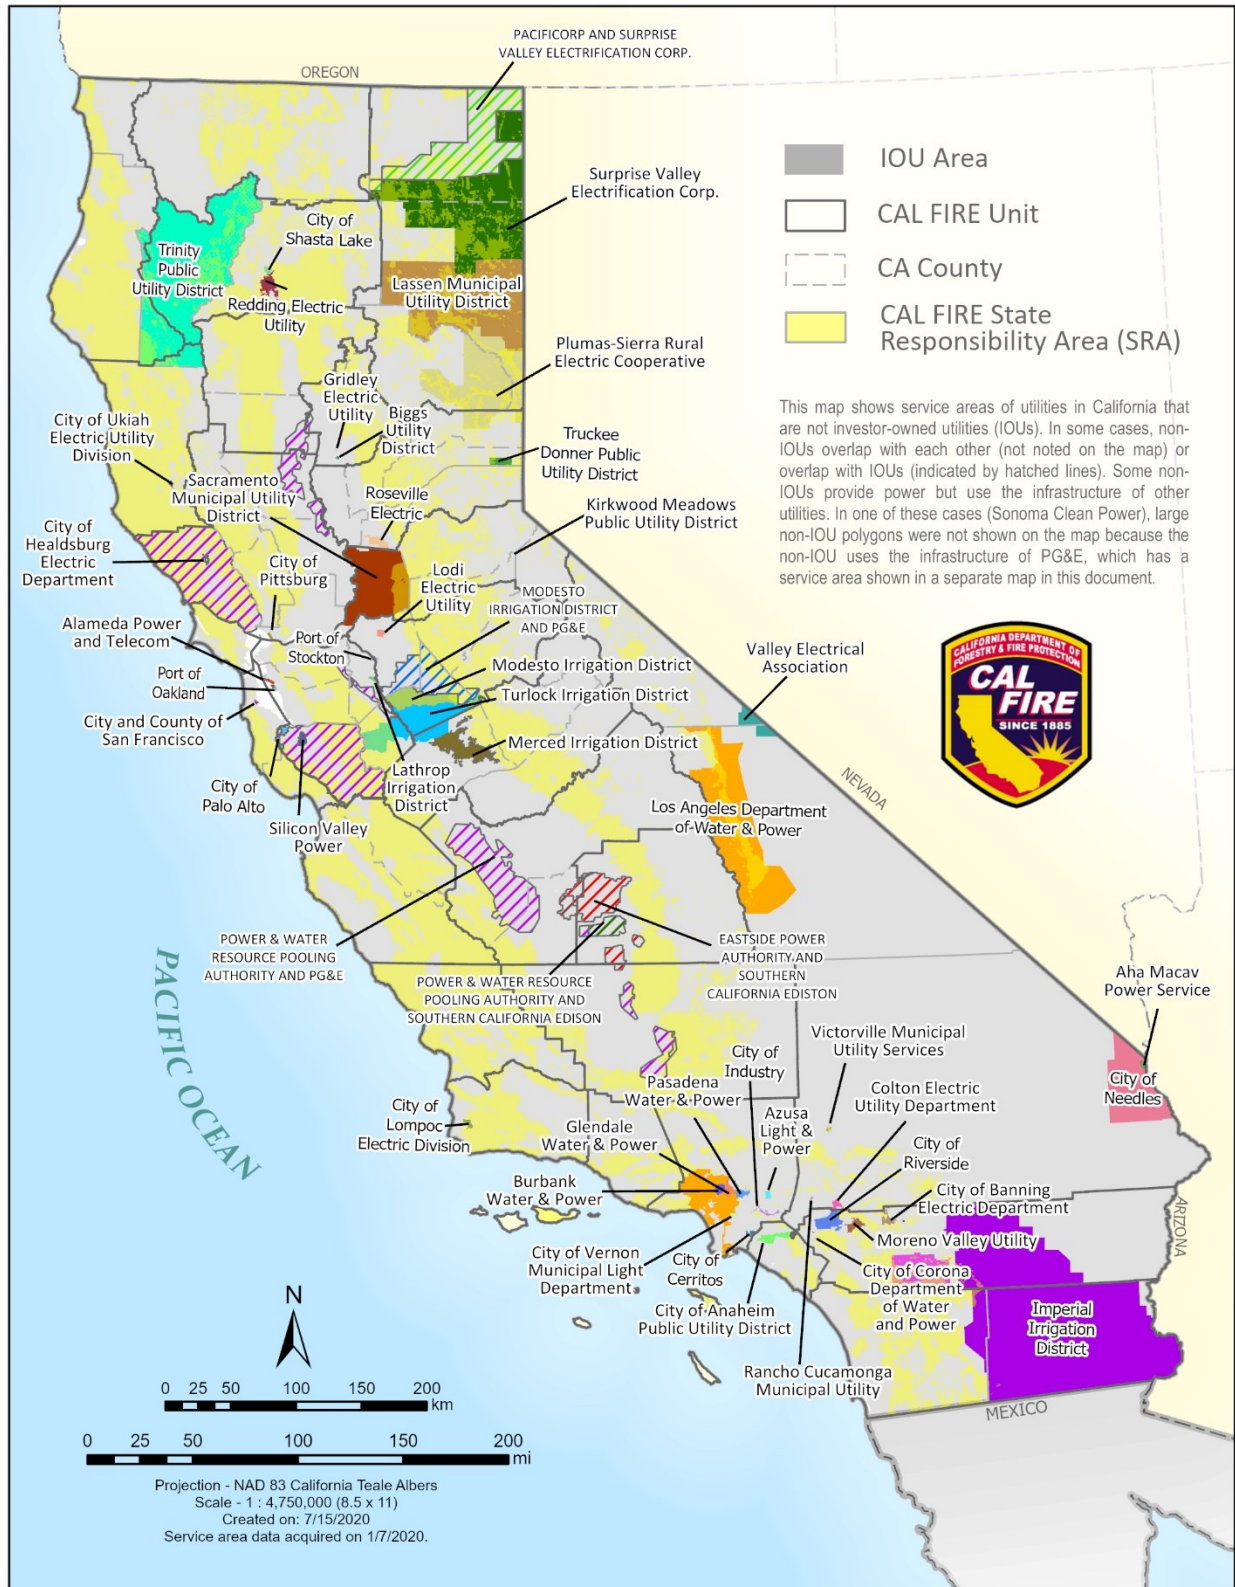 PACIFICORP AND SURPRISE
VALLEY ELECTRIFICATION CORP.
OREGON
IOU Area
CAL FIRE Unit
CA County
CAL FIRE State
Responsibility Area (SRA)
Surprise Valley
Electrification Corp.
City of
Shasta Lake
Trinity
Public
Utility District
Redding Electric
Utility
Lassen Municipal
Utility District
Plumas-Sierra Rural
Electric Cooperative
This map shows service areas of utilities in California that
are not investor-owned utilities (IOUs). In some cases, non-
IOUs overlap with each other (not noted on the map) or
overlap with IOUs (indicated by hatched lines). Some non-
IOUs provide power but use the infrastructure of other
utilities. In one of these cases (Sonoma Clean Power), large
non-IOU polygons were not shown on the map because the
non-IOU uses the infrastructure of PG&E, which has a
service area shown in a separate map in this document.
Gridley
Electric
Utility
Biggs
Utility
District
City of Ukiah
Electric Utility
Division
Truckee
Donner Public
Utility District
Sacramento
Municipal Utility
District
Roseville
Electric
Kirkwood Meadows
Public Utility District
City of
Healdsburg
Electric
Department
City of
Pittsburg
Lodi
Electric
Utility
MODESTO
IRRIGATION DISTRICT
AND PG&E
Alameda Power
and Telecom
Port of
Stockton
Modesto Irrigation District
Valley Electrical
Association
CALIFORNIA DEPARTMENT OF
FORESTRY & FIRE PROTECTION
CAL
FIRE
SINCE 1885
Port of
Oakland
Turlock Irrigation District
City and County of
San Francisco
Merced Irrigation District
City of
Palo Alto
Lathrop
Irrigation
District
Silicon Valley
Power
NEVADA
Los Angeles Department
of Water & Power
PACIFIC OCEAN
POWER & WATER
RESOURCE POOLING
AUTHORITY AND PG&E
EASTSIDE POWER
AUTHORITY AND
SOUTHERN
CALIFORNIA EDISTON
POWER & WATER RESOURCE
POOLING AUTHORITY AND
SOUTHERN CALIFORNIA EDISON
Aha Macav
Power Service
City of
Needles
Victorville Municipal
Utility Services
City of
Industry
Pasadena
Water & Power
Colton Electric
Utility Department
City of
Lompoc
Electric Division
Glendale
Water & Power
Azusa
Light &
Power
City of
Riverside
Burbank
Water & Power
City of Banning
Electric Department
ARIZONA
Moreno Valley Utility
City of Vernon
Municipal Light
Department
City of
Cerritos
City of Corona
Department
of Water
and Power
City of Anaheim
Public Utility District
Imperial
Irrigation
District
Rancho Cucamonga
Municipal Utility
MEXICO
N
0 25 50 100 150 200
km
0 25 50 100 150 200
mi
Projection - NAD 83 California Teale Albers
Scale - 1 : 4,750,000 (8.5 x 11)
Created on: 7/15/2020
Service area data acquired on 1/7/2020.